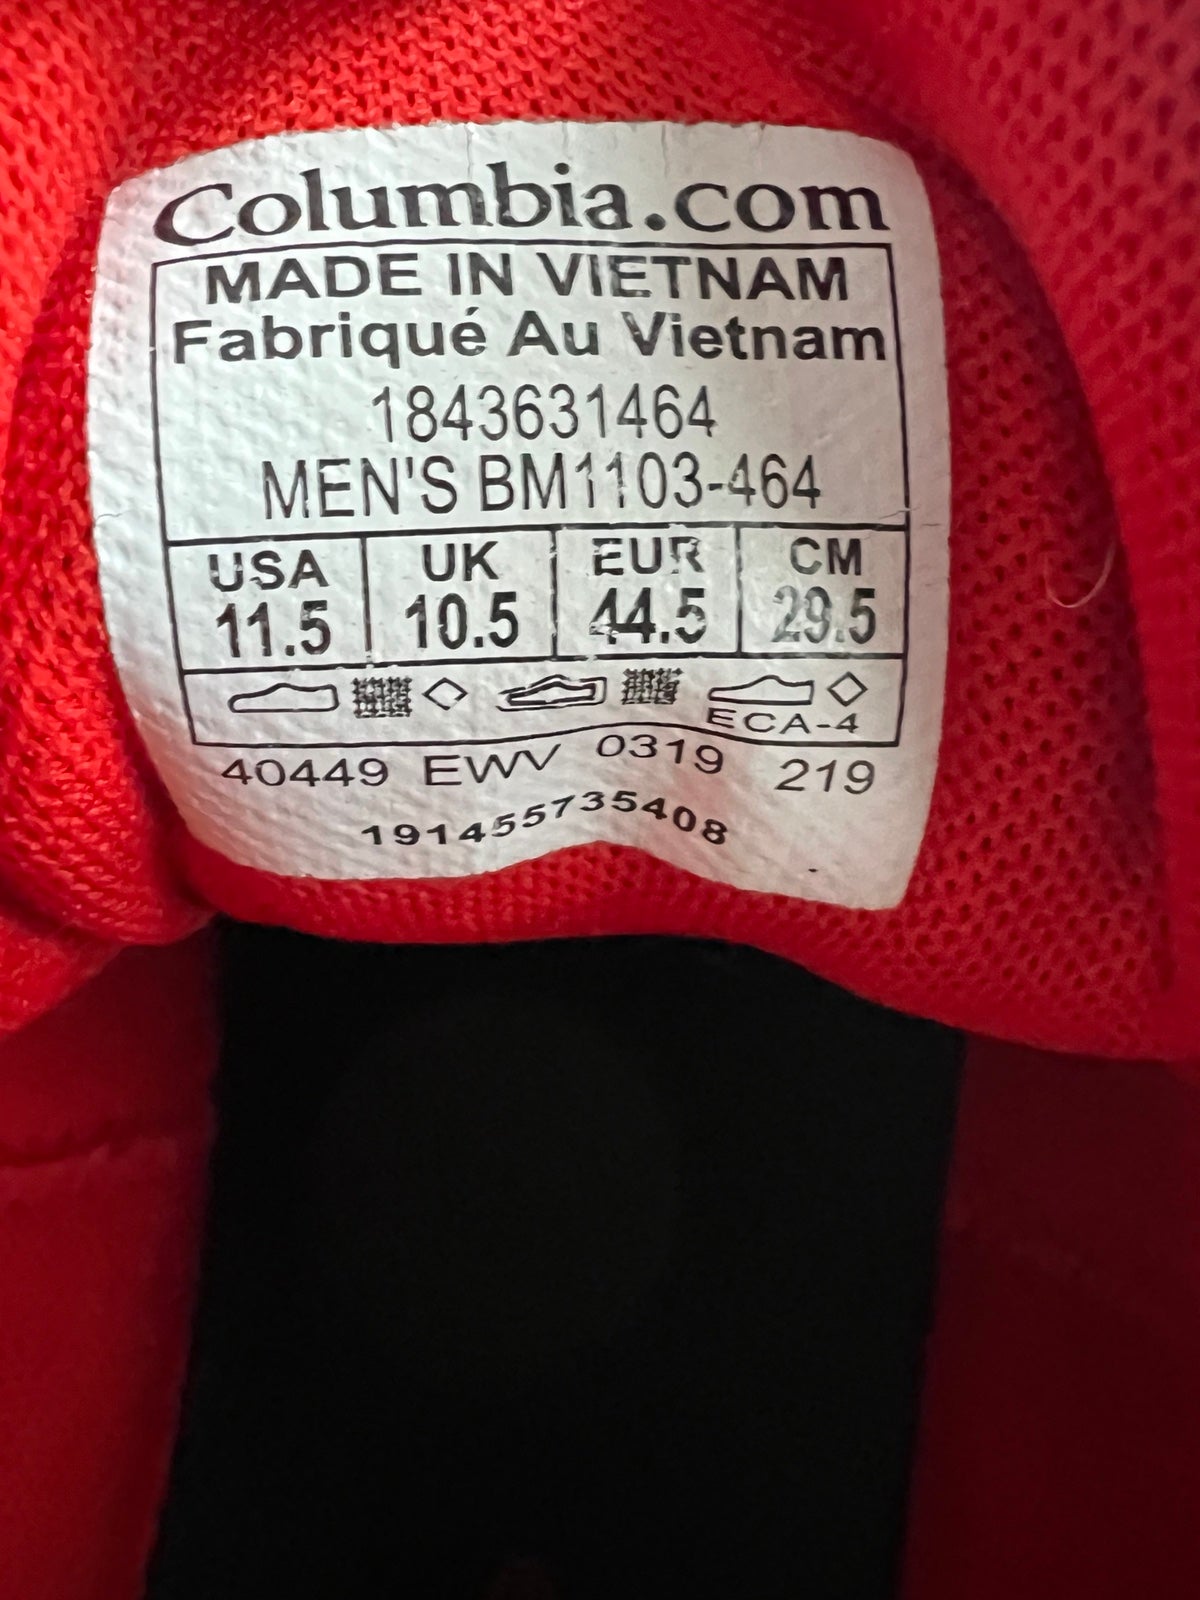 Columbia.com
MADE IN VIETNAM
Fabriqué Au Vietnam
1843631464
MEN'S BM1103-464
USA UK EUR CM
11.5 10.5 44.5 29.5
ECA-4
40449 EWV 0319 219
191455735408